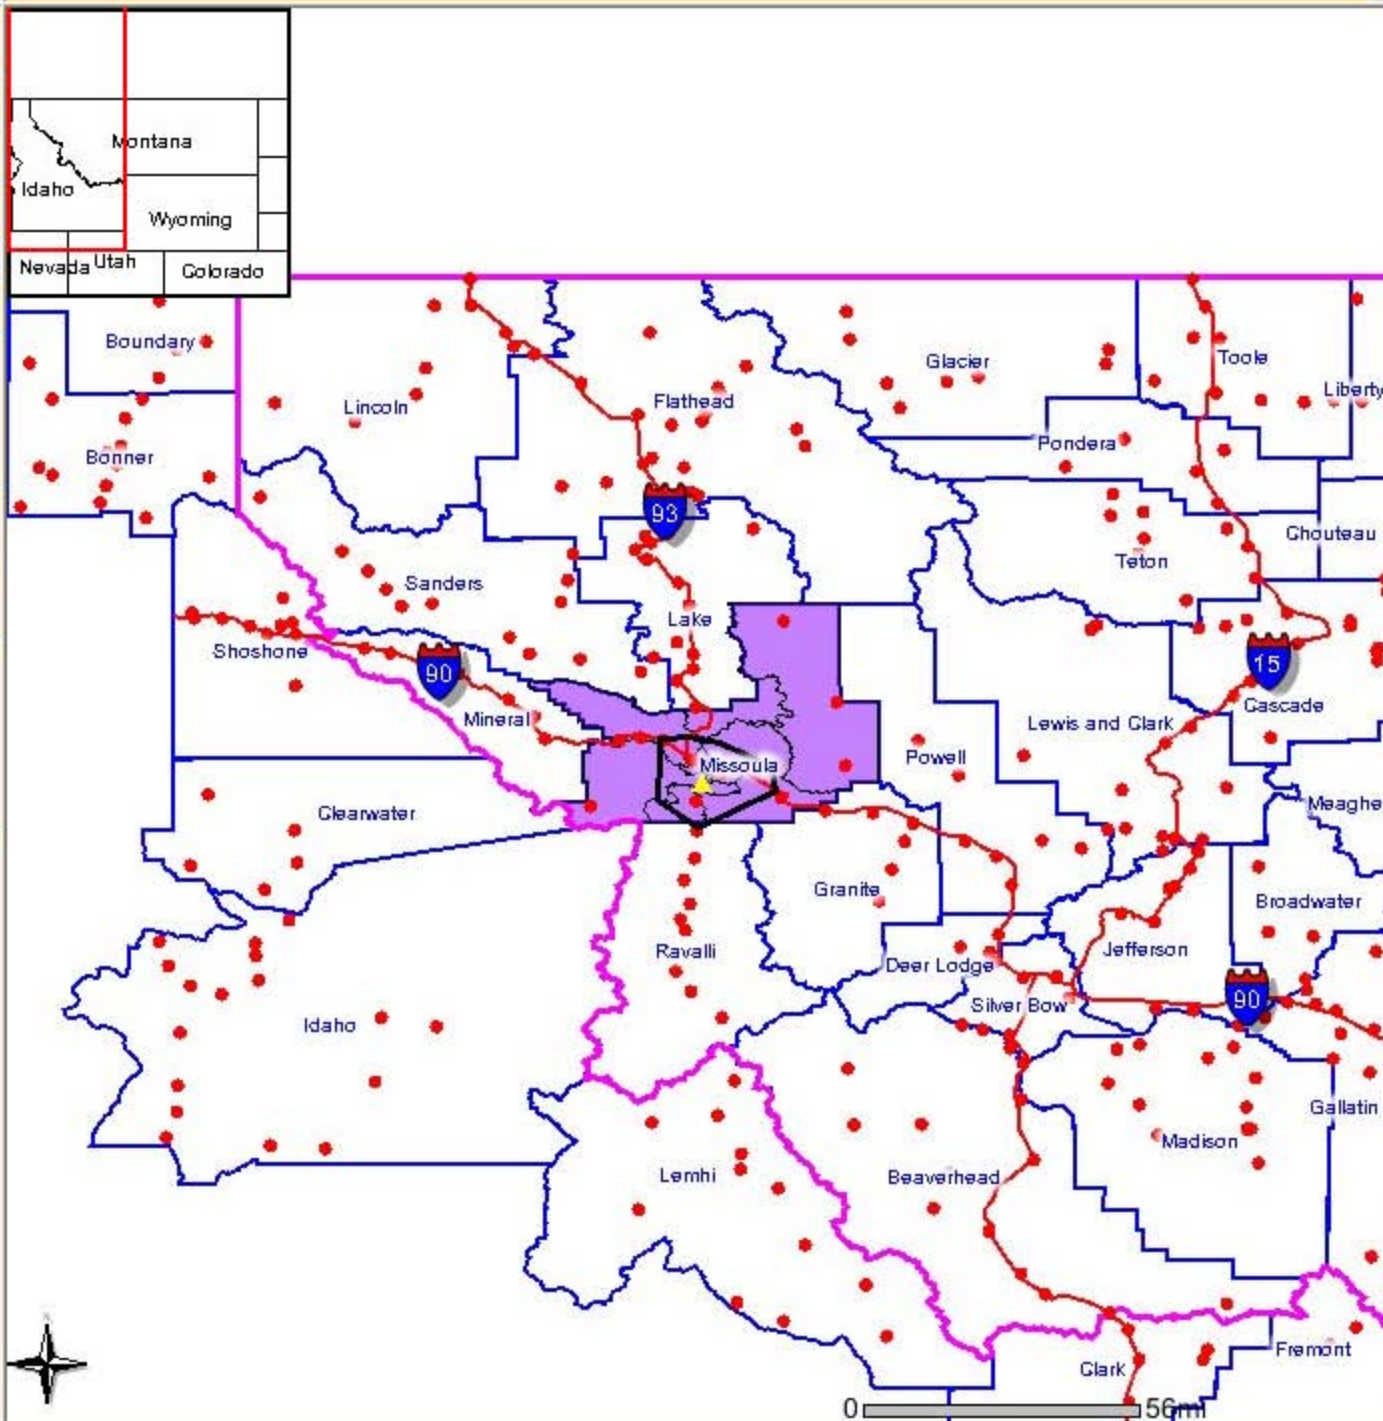 Montana
Idaho
Wyoming
Nevada
Utah
Colorado
Boundary
Toole
Glacier
Liberty
Lincoln
Flathead
Pondera
Bonner
93
Chouteau
Teton
Sanders
Lake
Shoshone
90
15
Mineral
Cascade
Lewis and Clark
Powell
Missoula
Meaghe
Clearwater
Granite
Broadwater
Ravalli
Jefferson
Deer Lodge
90
Silver Bow
Idaho
Gallatin
Madison
Lemhi
Beaverhead
Fremont
Clark
0
56mi